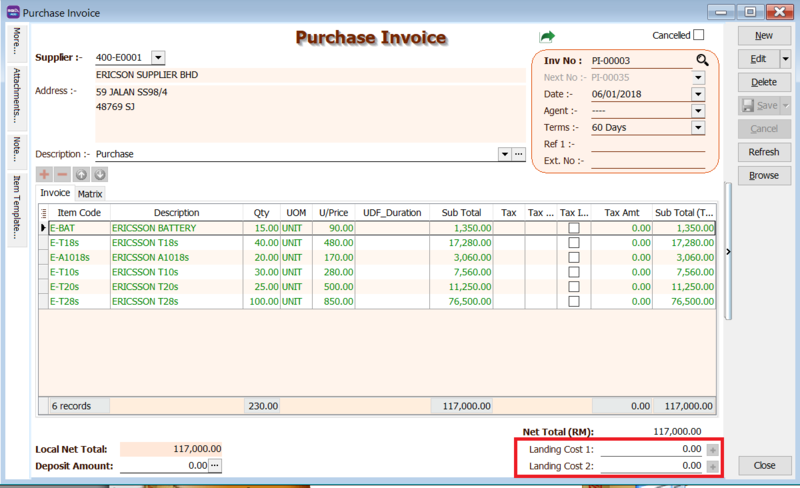 Purchase Invoice
More...
Attachments...
Note...
Item Template...
Purchase Invoice
Cancelled
Supplier :- 400-E0001
ERICSON SUPPLIER BHD
Address :- 59 JALAN SS98/4
48769 SJ
Description :- Purchase ...
Inv No : PI-00003
Next No :- PI-00035
Date :- 06/01/2018
Agent :- ----
Terms :- 60 Days
Ref 1 :-
Ext. No :-
New
Edit
Delete
Save
Cancel
Refresh
Browse
Invoice Matrix
Item Code Description Qty UOM U/Price UDF_Duration Sub Total Tax Tax ... Tax I... Tax Amt Sub Total (T...
E-BAT ERICSSON BATTERY 15.00 UNIT 90.00 1,350.00 0.00 1,350.00
E-T18s ERICSSON T18s 40.00 UNIT 480.00 17,280.00 0.00 17,280.00
E-A1018s ERICSSON A1018s 20.00 UNIT 170.00 3,060.00 0.00 3,060.00
E-T10s ERICSSON T10s 30.00 UNIT 280.00 7,560.00 0.00 7,560.00
E-T20s ERICSSON T20s 25.00 UNIT 500.00 11,250.00 0.00 11,250.00
E-T28s ERICSSON T28s 100.00 UNIT 850.00 76,500.00 0.00 76,500.00
6 records 230.00 117,000.00 0.00 117,000.00
Net Total (RM): 117,000.00
Local Net Total: 117,000.00
Deposit Amount: 0.00 ...
Landing Cost 1: 0.00
Landing Cost 2: 0.00
Close